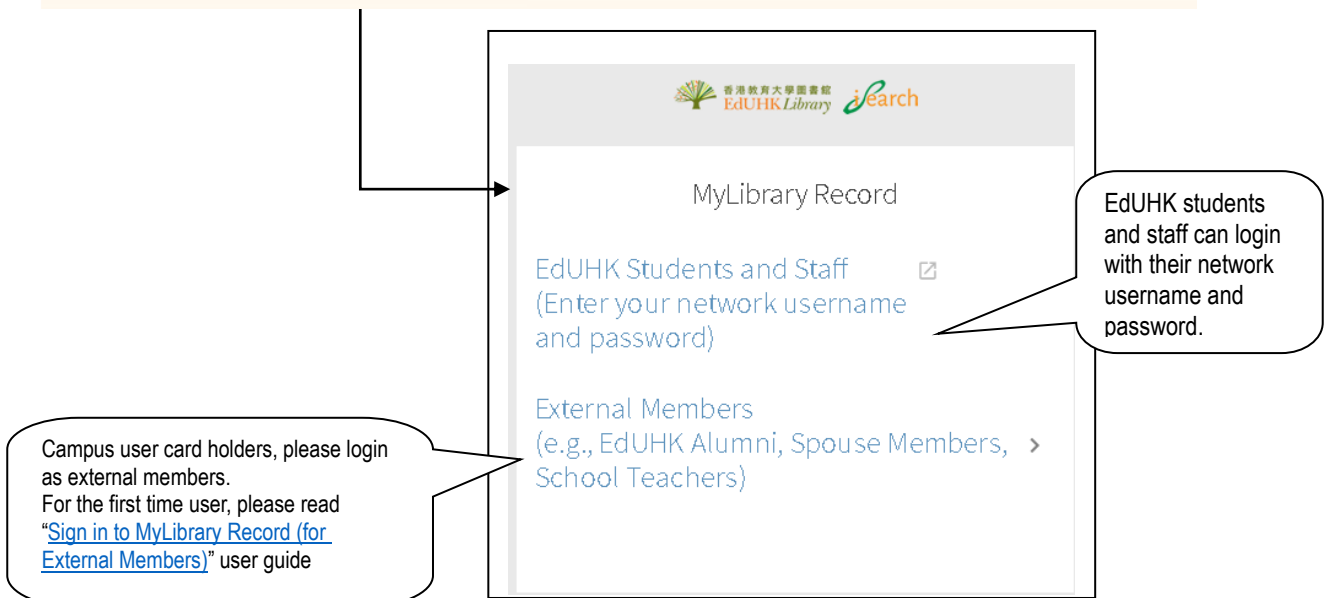 香港教育大學圖書館
EdUHK Library iSearch
MyLibrary Record
EdUHK Students and Staff
(Enter your network username
and password)
External Members
(e.g., EdUHK Alumni, Spouse Members,
School Teachers)
EdUHK students
and staff can login
with their network
username and
password.
Campus user card holders, please login
as external members.
For the first time user, please read
“Sign in to MyLibrary Record (for
External Members)” user guide